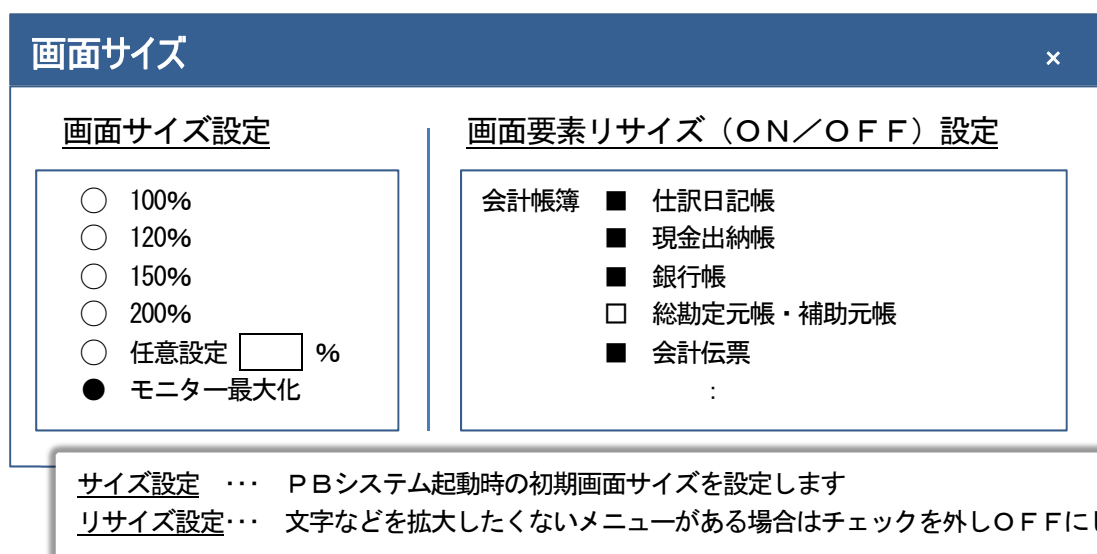 画面サイズ ×
画面サイズ設定
○ 100%
○ 120%
○ 150%
○ 200%
○ 任意設定 %
● モニター最大化
画面要素リサイズ（ＯＮ／ＯＦＦ）設定
会計帳簿 ■ 仕訳日記帳
■ 現金出納帳
■ 銀行帳
□ 総勘定元帳・補助元帳
■ 会計伝票
：
サイズ設定 ･･･ ＰＢシステム起動時の初期画面サイズを設定します
リサイズ設定･･･ 文字などを拡大したくないメニューがある場合はチェックを外しＯＦＦに